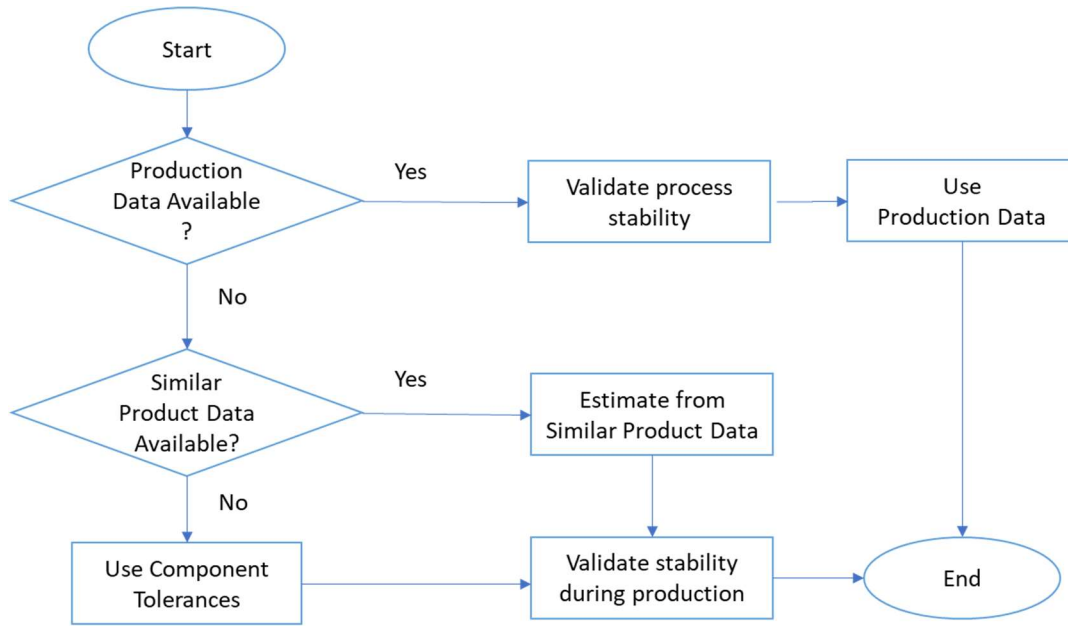 Start
Production
Data Available
?
Yes
Validate process
stability
Use
Production Data
No
Similar
Product Data
Available?
Yes
Estimate from
Similar Product Data
No
Use Component
Tolerances
Validate stability
during production
End